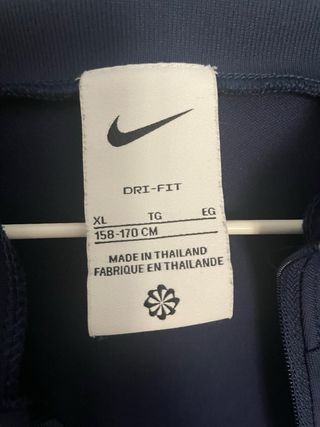 DRI-FIT
XL TG EG
158-170 CM
MADE IN THAILAND
FABRIQUE EN THAILANDE